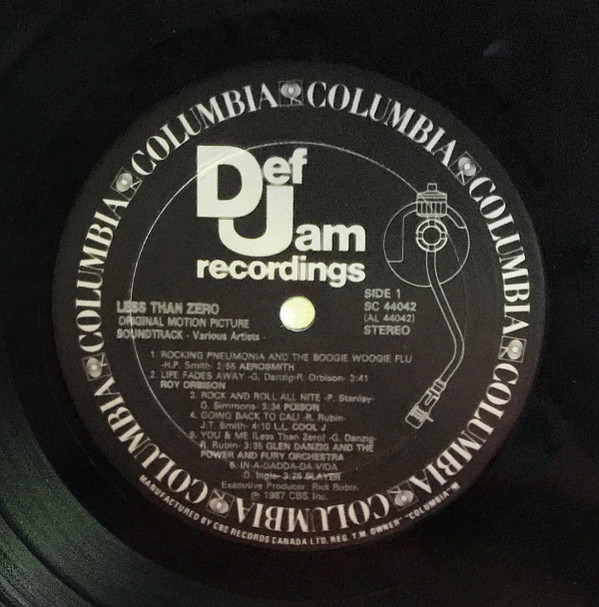 COLUMBIA COLUMBIA COLUMBIA COLUMBIA COLUMBIA COLUMBIA COLUMBIA COLUMBIA
Def
Jam
recordings
SIDE 1
SC 44042
(AL 44042)
STEREO
LESS THAN ZERO
ORIGINAL MOTION PICTURE
SOUNDTRACK - Various Artists -
1. ROCKING PNEUMONIA AND THE BOOGIE WOOGIE FLU
-H.P. Smith- 3:55 AEROSMITH
2. LIFE FADES AWAY -G. Danzig-R. Orbison- 3:41
ROY ORBISON
3. ROCK AND ROLL ALL NITE -P. Stanley-
G. Simmons- 3:34 POISON
4. GOING BACK TO CALI -R. Rubin-
J.T. Smith- 4:10 L.L. COOL J
5. YOU & ME (Less Than Zero) -G. Danzig-
R. Rubin- 3:35 GLEN DANZIG AND THE
POWER AND FURY ORCHESTRA
6. IN-A-GADDA-DA-VIDA
-D. Ingle- 3:26 SLAYER
Executive Producer: Rick Rubin
℗ 1987 CBS Inc.
MANUFACTURED BY CBS RECORDS CANADA LTD. REG. T.M. OWNER "COLUMBIA"